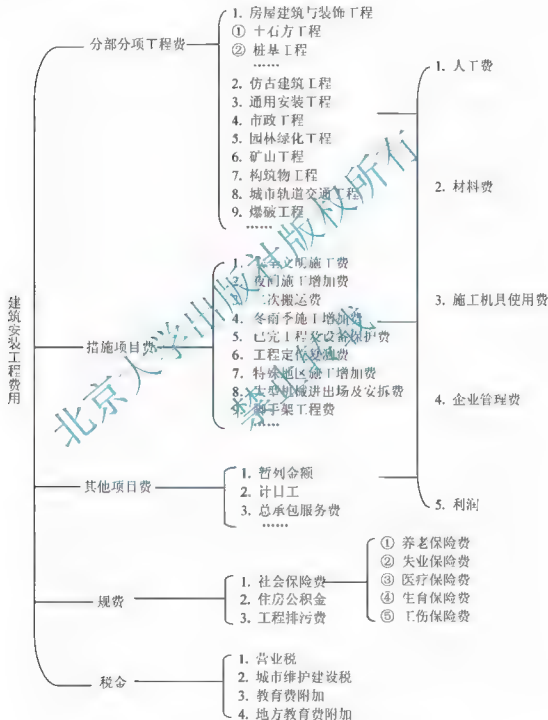 建筑安装工程费用
分部分项工程费
1. 房屋建筑与装饰工程
① 土石方工程
② 桩基工程
……
2. 仿古建筑工程
3. 通用安装工程
4. 市政工程
5. 园林绿化工程
6. 矿山工程
7. 构筑物工程
8. 城市轨道交通工程
9. 爆破工程
……
措施项目费
1. 安全文明施工费
2. 夜间施工增加费
3. 二次搬运费
4. 冬雨季施工增加费
5. 已完工程及设备保护费
6. 工程定位复测费
7. 特殊地区施工增加费
8. 大型机械进出场及安拆费
9. 脚手架工程费
……
其他项目费
1. 暂列金额
2. 计日工
3. 总承包服务费
……
1. 人工费
2. 材料费
3. 施工机具使用费
4. 企业管理费
5. 利润
规费
1. 社会保险费
2. 住房公积金
3. 工程排污费
① 养老保险费
② 失业保险费
③ 医疗保险费
④ 生育保险费
⑤ 工伤保险费
税金
1. 营业税
2. 城市维护建设税
3. 教育费附加
4. 地方教育费附加
北京大学出版社版权所有
禁止转载